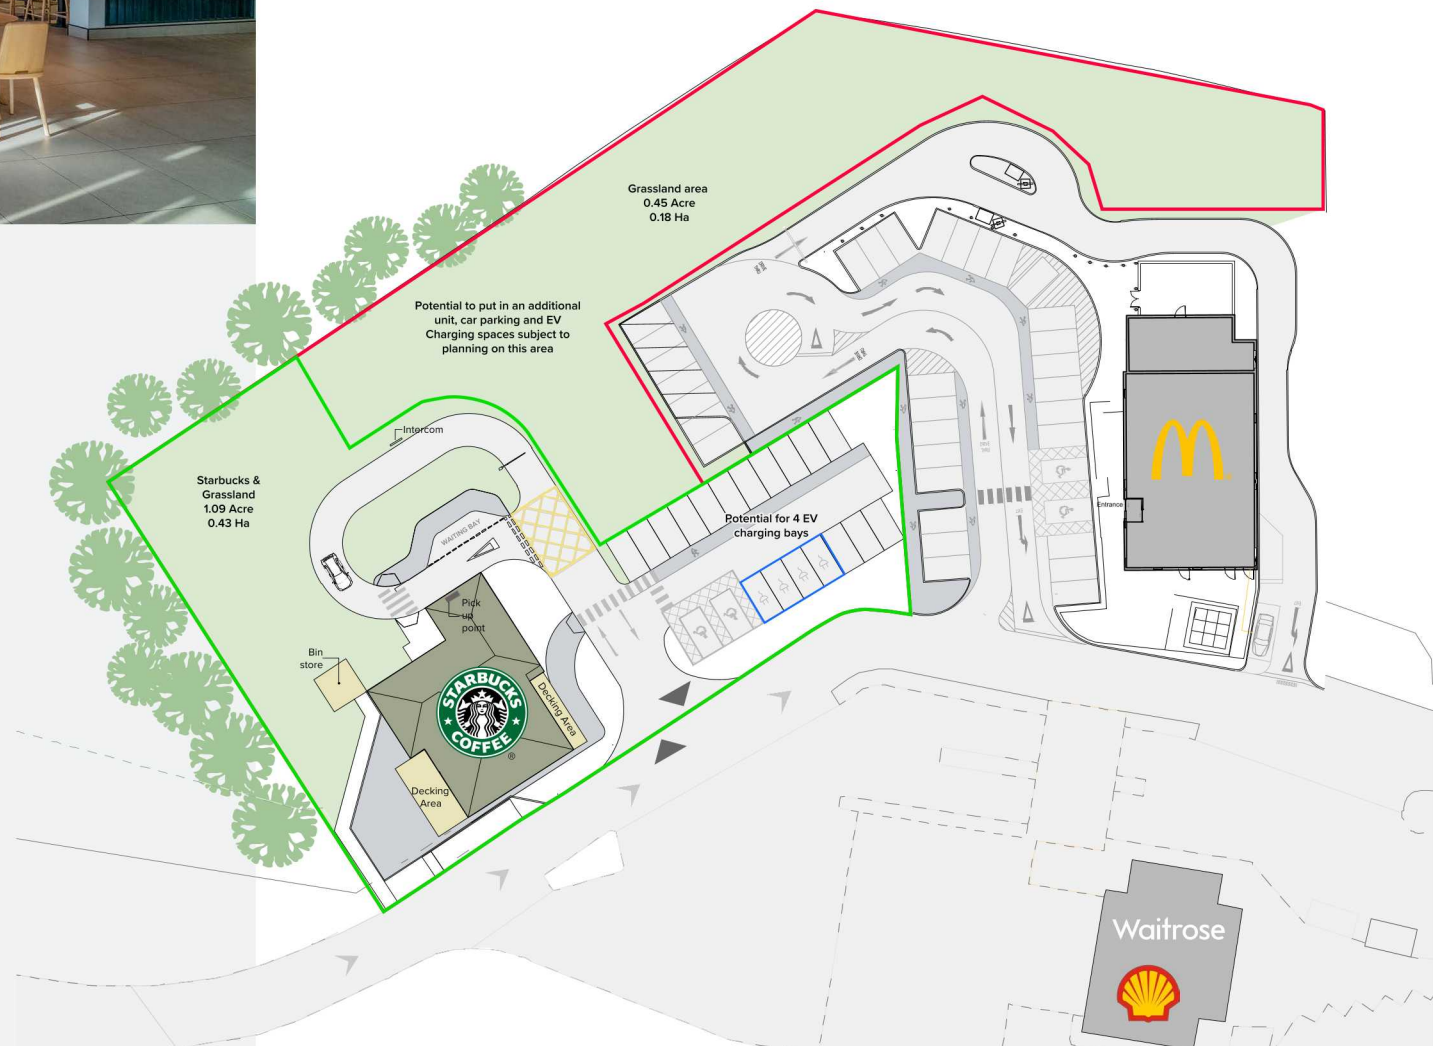 Grassland area
0.45 Acre
0.18 Ha
Potential to put in an additional
unit, car parking and EV
Charging spaces subject to
planning on this area
Intercom
Starbucks &
Grassland
1.09 Acre
0.43 Ha
WAITING BAY
Potential for 4 EV
charging bays
Entrance
Pick
up
point
Bin
store
STARBUCKS
COFFEE
®
Decking Area
Decking
Area
Waitrose